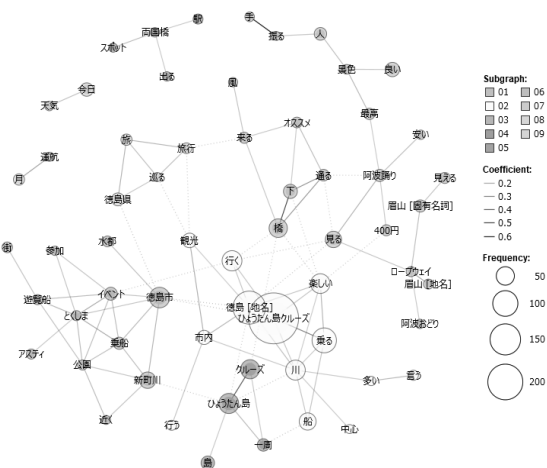 手
駅
両国橋
振る
人
スポット
景色
良い
出る
風
今日
天気
最高
オススメ
来る
安い
旅
旅行
運航
月
巡る
通る
阿波踊り
見える
下
徳島県
眉山 [固有名詞]
橋
400円
街
参加
水都
観光
見る
行く
ロープウェイ
遊覧船
イベント
徳島市
楽しい
眉山 [地名]
徳島 [地名]
としま
ひょうたん島クルーズ
阿波おどり
乗船
市内
乗る
アスティ
公園
新町川
クルーズ
川
多い
言う
ひょうたん島
近く
行う
船
中心
一周
島
Subgraph:
01 06
02 07
03 08
04 09
05
Coefficient:
0.2
0.3
0.4
0.5
0.6
Frequency:
50
100
150
200